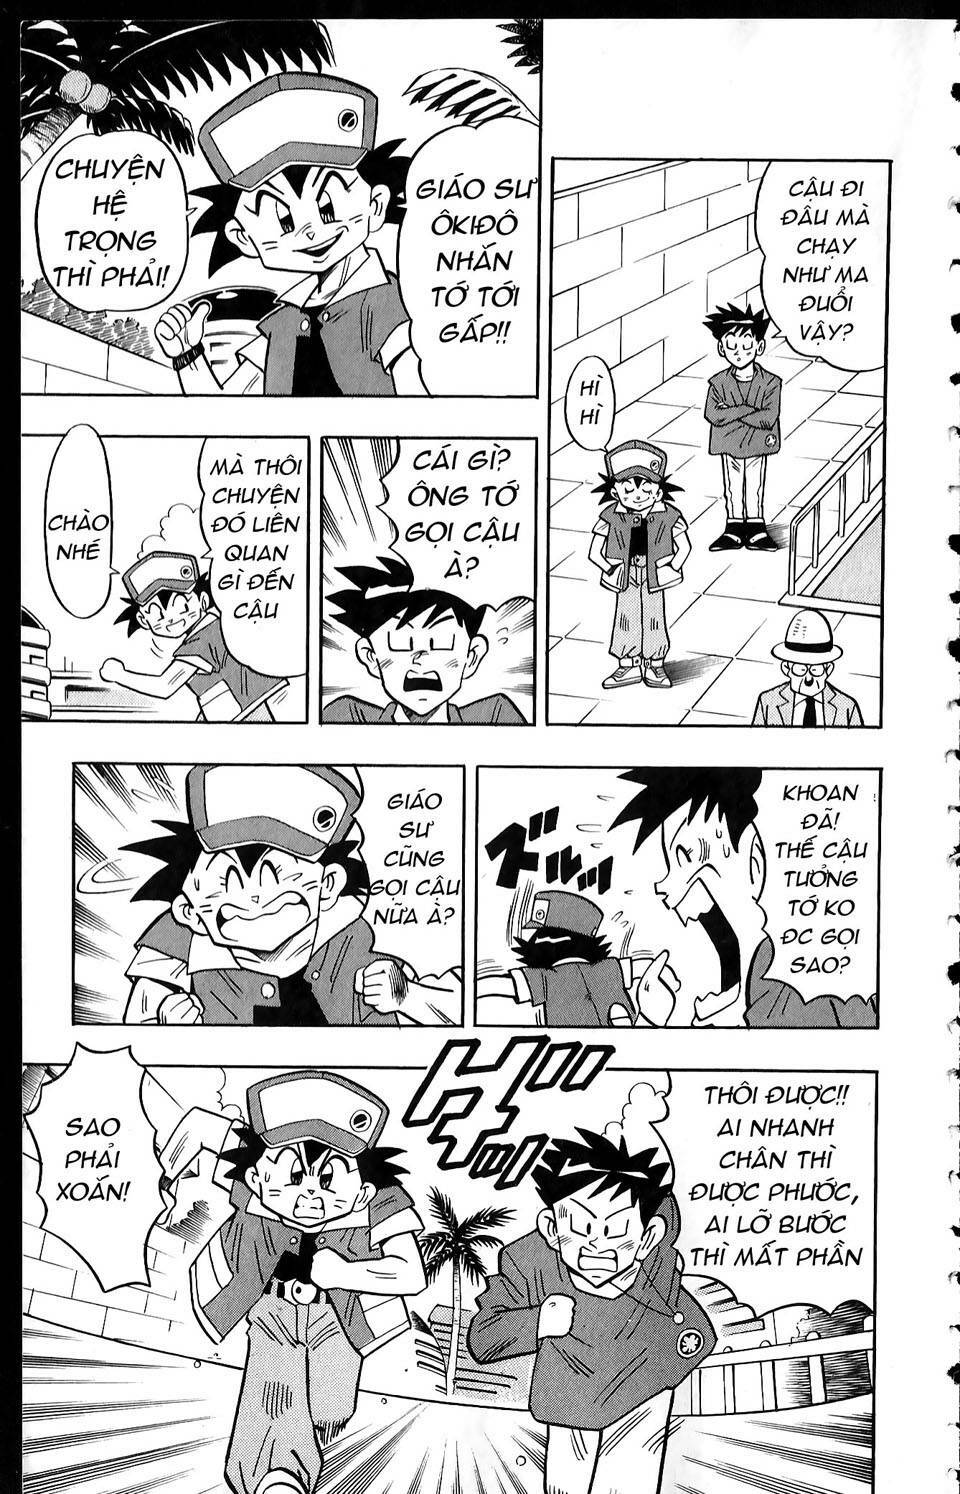 CẬU ĐI
ĐÂU MÀ
CHẠY
NHƯ MA
ĐUỔI
VẬY?
HÌ
HÌ
GIÁO SƯ
ÔKIĐÔ
NHẮN
TỚ TỚI
GẤP!!
CHUYỆN
HỆ
TRỌNG
THÌ PHẢI!
CÁI GÌ?
ÔNG TỚ
GỌI CẬU
À?
MÀ THÔI
CHUYỆN
ĐÓ LIÊN
QUAN
GÌ ĐẾN
CẬU
CHÀO
NHÉ
KHOAN
ĐÃ!
THẾ CẬU
TƯỞNG
TỚ KO
ĐC GỌI
SAO?
ズルッ
GIÁO
SƯ
CŨNG
GỌI CẬU
NỮA À?
THÔI ĐƯỢC!!
AI NHANH
CHÂN THÌ
ĐƯỢC PHƯỚC,
AI LỠ BƯỚC
THÌ MẤT PHẦN
SAO
PHẢI
XOẮN!